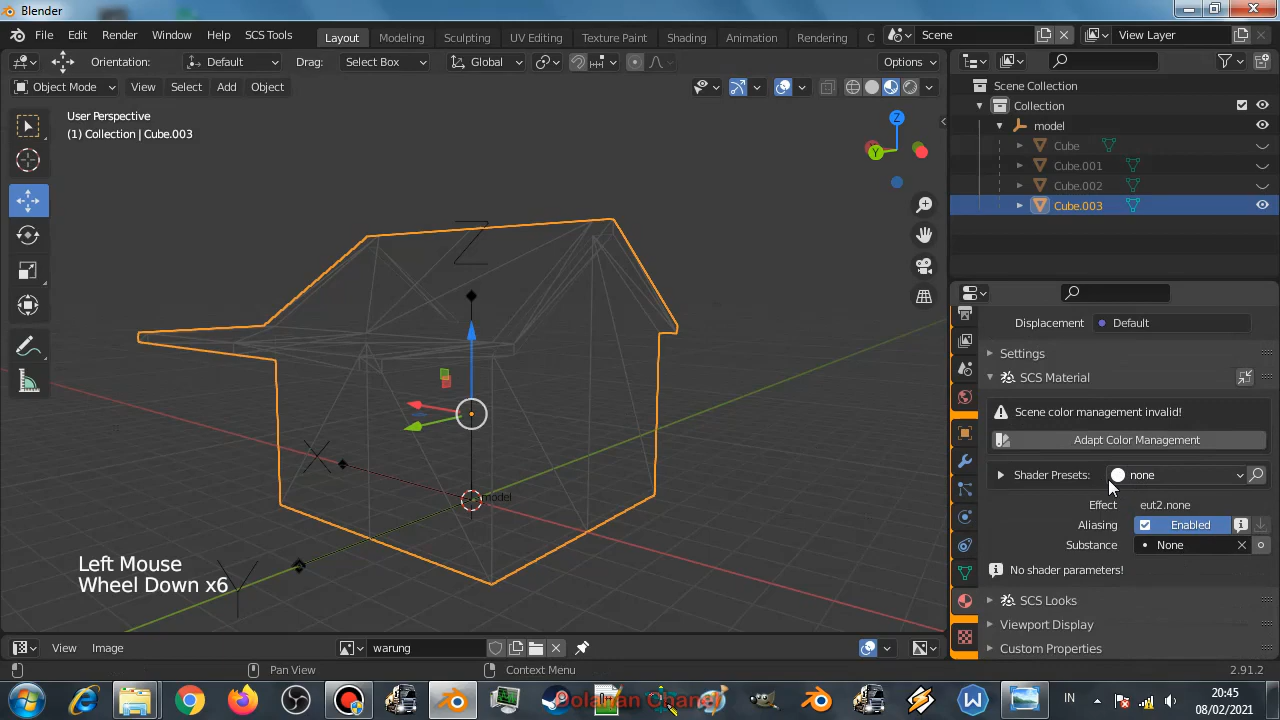 Blender
File Edit Render Window Help SCS Tools
Layout Modeling Sculpting UV Editing Texture Paint Shading Animation Rendering
Scene View Layer
Orientation: Default Drag: Select Box Global Options
Object Mode View Select Add Object
User Perspective
(1) Collection | Cube.003
Z
Y
Z
X
Y
model
Left Mouse
Wheel Down x6
Scene Collection
Collection
model
Cube
Cube.001
Cube.002
Cube.003
Displacement Default
Settings
SCS Material
Scene color management invalid!
Adapt Color Management
Shader Presets: none
Effect eut2.none
Aliasing Enabled
Substance None
No shader parameters!
SCS Looks
Viewport Display
Custom Properties
View Image warung
Pan View Context Menu 2.91.2
Dolanan Chanel
IN
20:45
08/02/2021